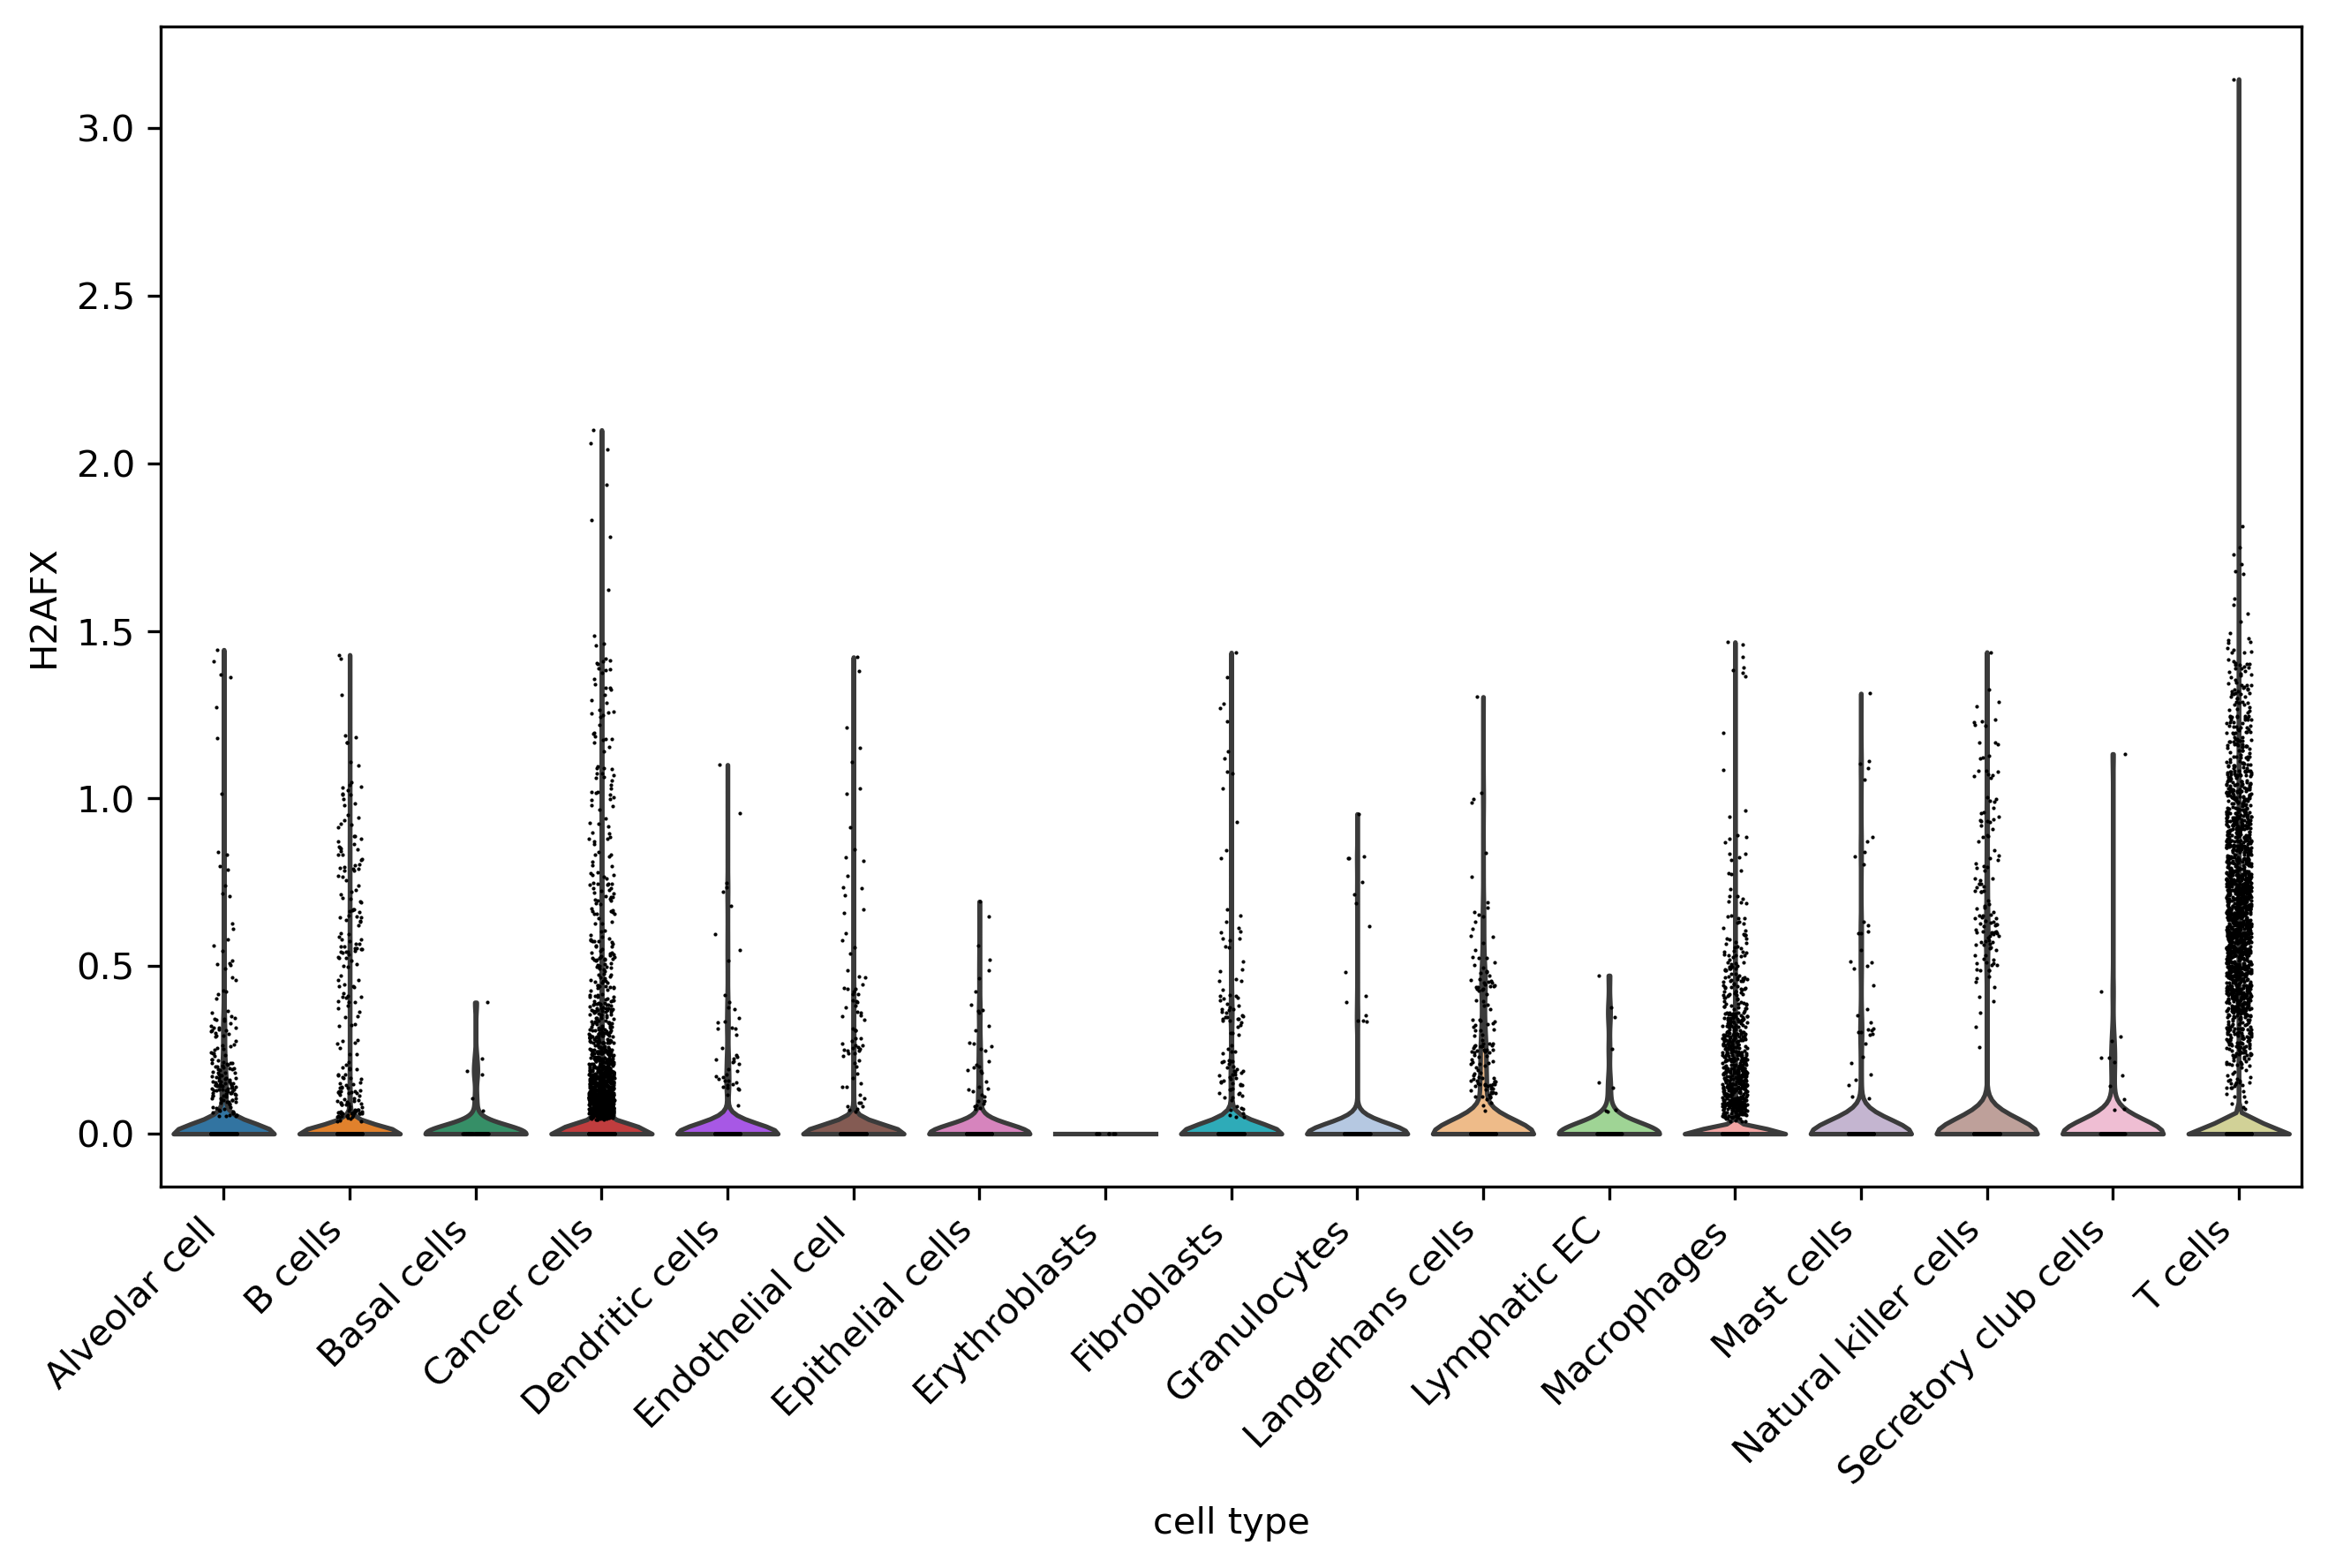 H2AFX
3.0
2.5
2.0
1.5
1.0
0.5
0.0
Alveolar cell
B cells
Basal cells
Cancer cells
Dendritic cells
Endothelial cell
Epithelial cells
Erythroblasts
Fibroblasts
Granulocytes
Langerhans cells
Lymphatic EC
Macrophages
Mast cells
Natural killer cells
Secretory club cells
T cells
cell type